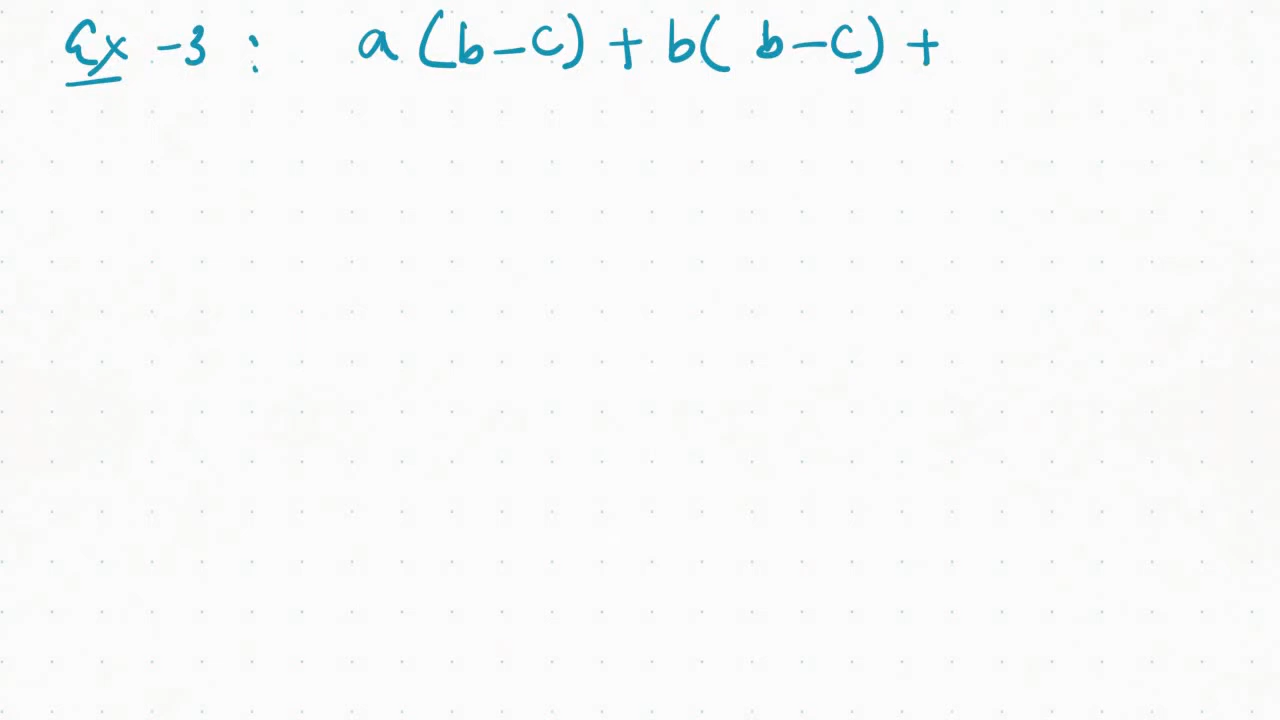 Ex -3 : a (b-c) + b( b-c) +